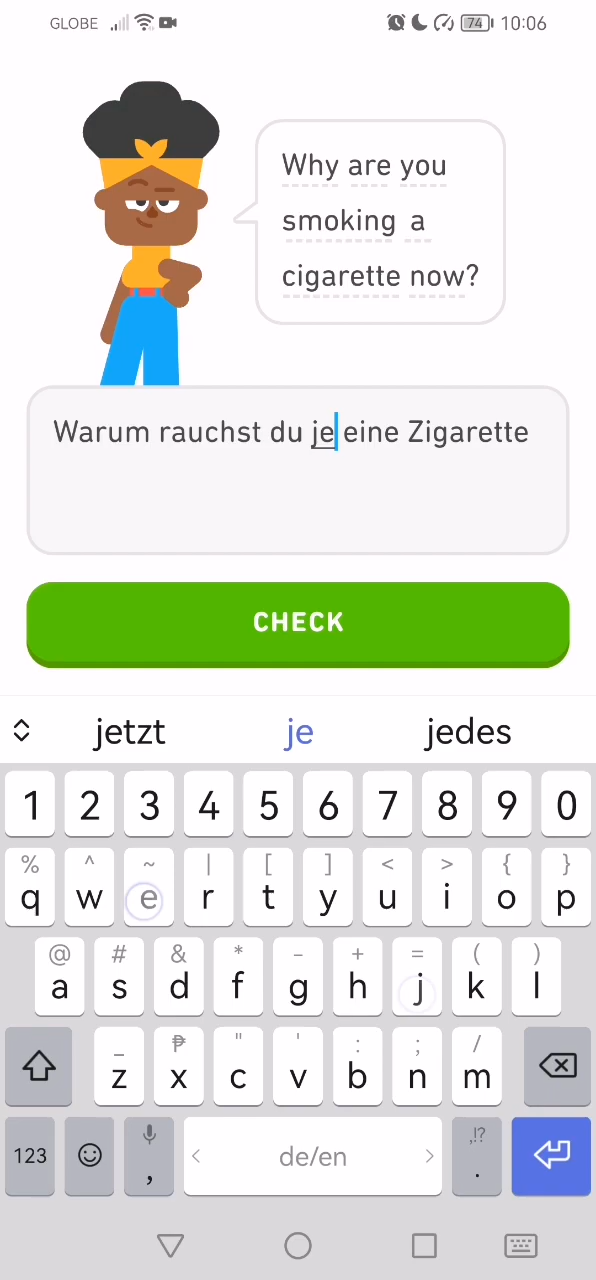 GLOBE 74 10:06
Why are you
smoking a
cigarette now?
Warum rauchst du je eine Zigarette
CHECK
jetzt je jedes
1 2 3 4 5 6 7 8 9 0
% ^ ~ | [ ] < > { }
q w e r t y u i o p
@ # & * - + = ( )
a s d f g h j k l
_ ₱ " ' : ; /
z x c v b n m
123 , < de/en > ,!? .